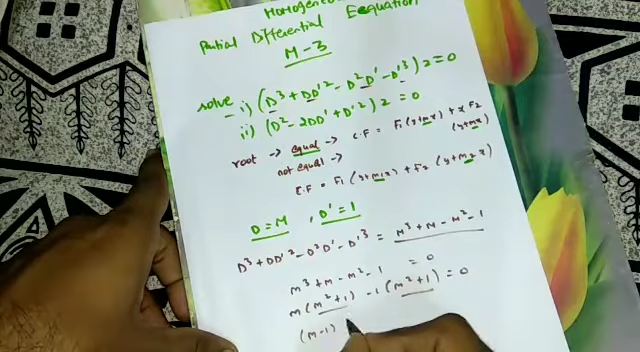 Homogeneo
Partial Differential Eequation
M-3
solve i) (D³ + DD'² - D²D' - D'³) z = 0
ii) (D² - 2DD' + D'²) z = 0
root → equal → C.F = F₁(y+mx) + x F₂
(y+mx)
not equal →
C.F = F₁ (y+m₁x) + F₂ (y+m₂x)
D = M , D' = 1
D³ + DD'² - D²D' - D'³ = M³ + M - M² - 1
m³ + m - m² - 1 = 0
m(m²+1) - 1 (m²+1) = 0
(m-1)